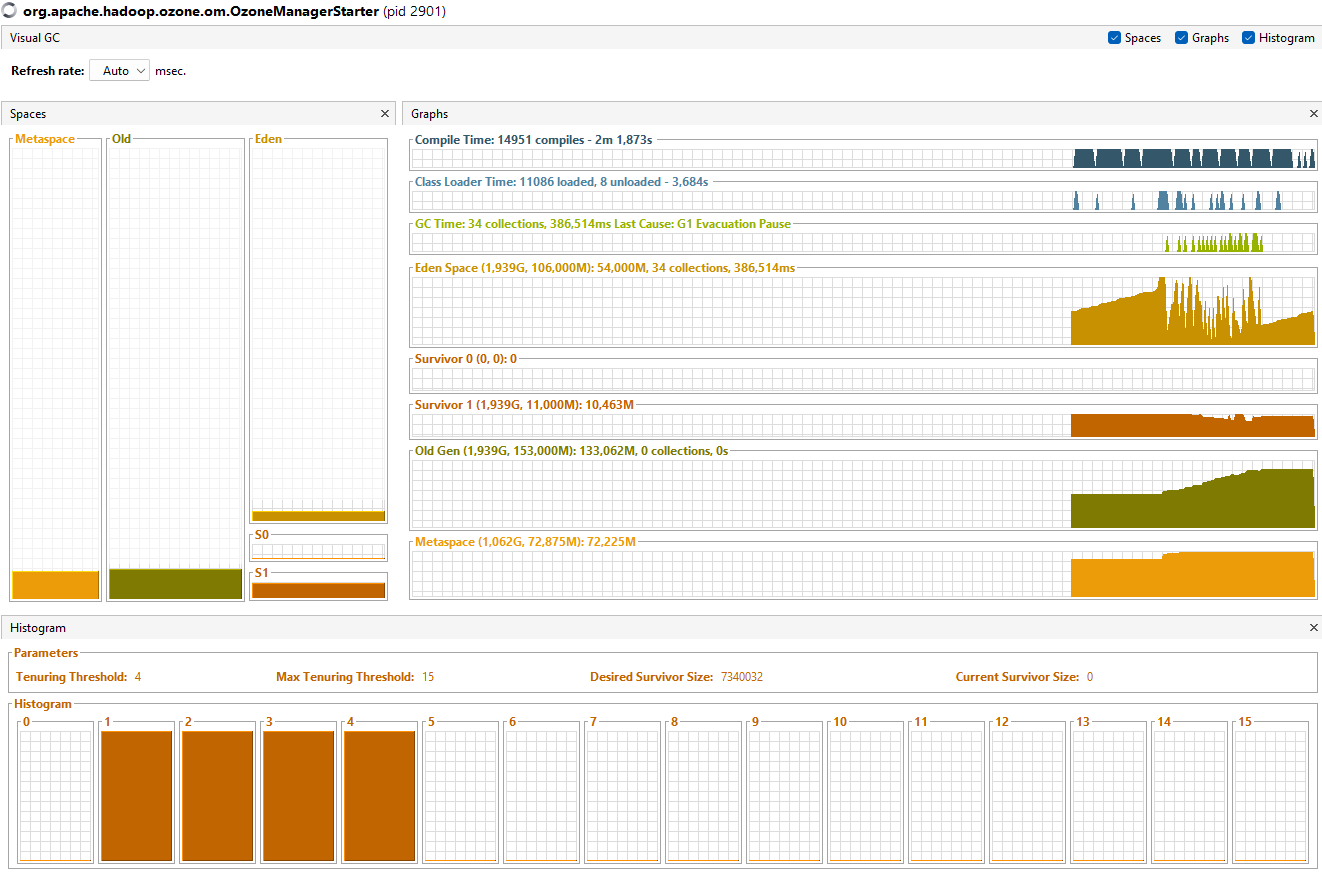 org.apache.hadoop.ozone.om.OzoneManagerStarter (pid 2901)
Visual GC
Spaces
Graphs
Histogram
Refresh rate: Auto msec.
Spaces
Metaspace
Old
Eden
S0
S1
Graphs
Compile Time: 14951 compiles - 2m 1,873s
Class Loader Time: 11086 loaded, 8 unloaded - 3,684s
GC Time: 34 collections, 386,514ms Last Cause: G1 Evacuation Pause
Eden Space (1,939G, 106,000M): 54,000M, 34 collections, 386,514ms
Survivor 0 (0, 0): 0
Survivor 1 (1,939G, 11,000M): 10,463M
Old Gen (1,939G, 153,000M): 133,062M, 0 collections, 0s
Metaspace (1,062G, 72,875M): 72,225M
Histogram
Parameters
Tenuring Threshold: 4
Max Tenuring Threshold: 15
Desired Survivor Size: 7340032
Current Survivor Size: 0
Histogram
0
1
2
3
4
5
6
7
8
9
10
11
12
13
14
15